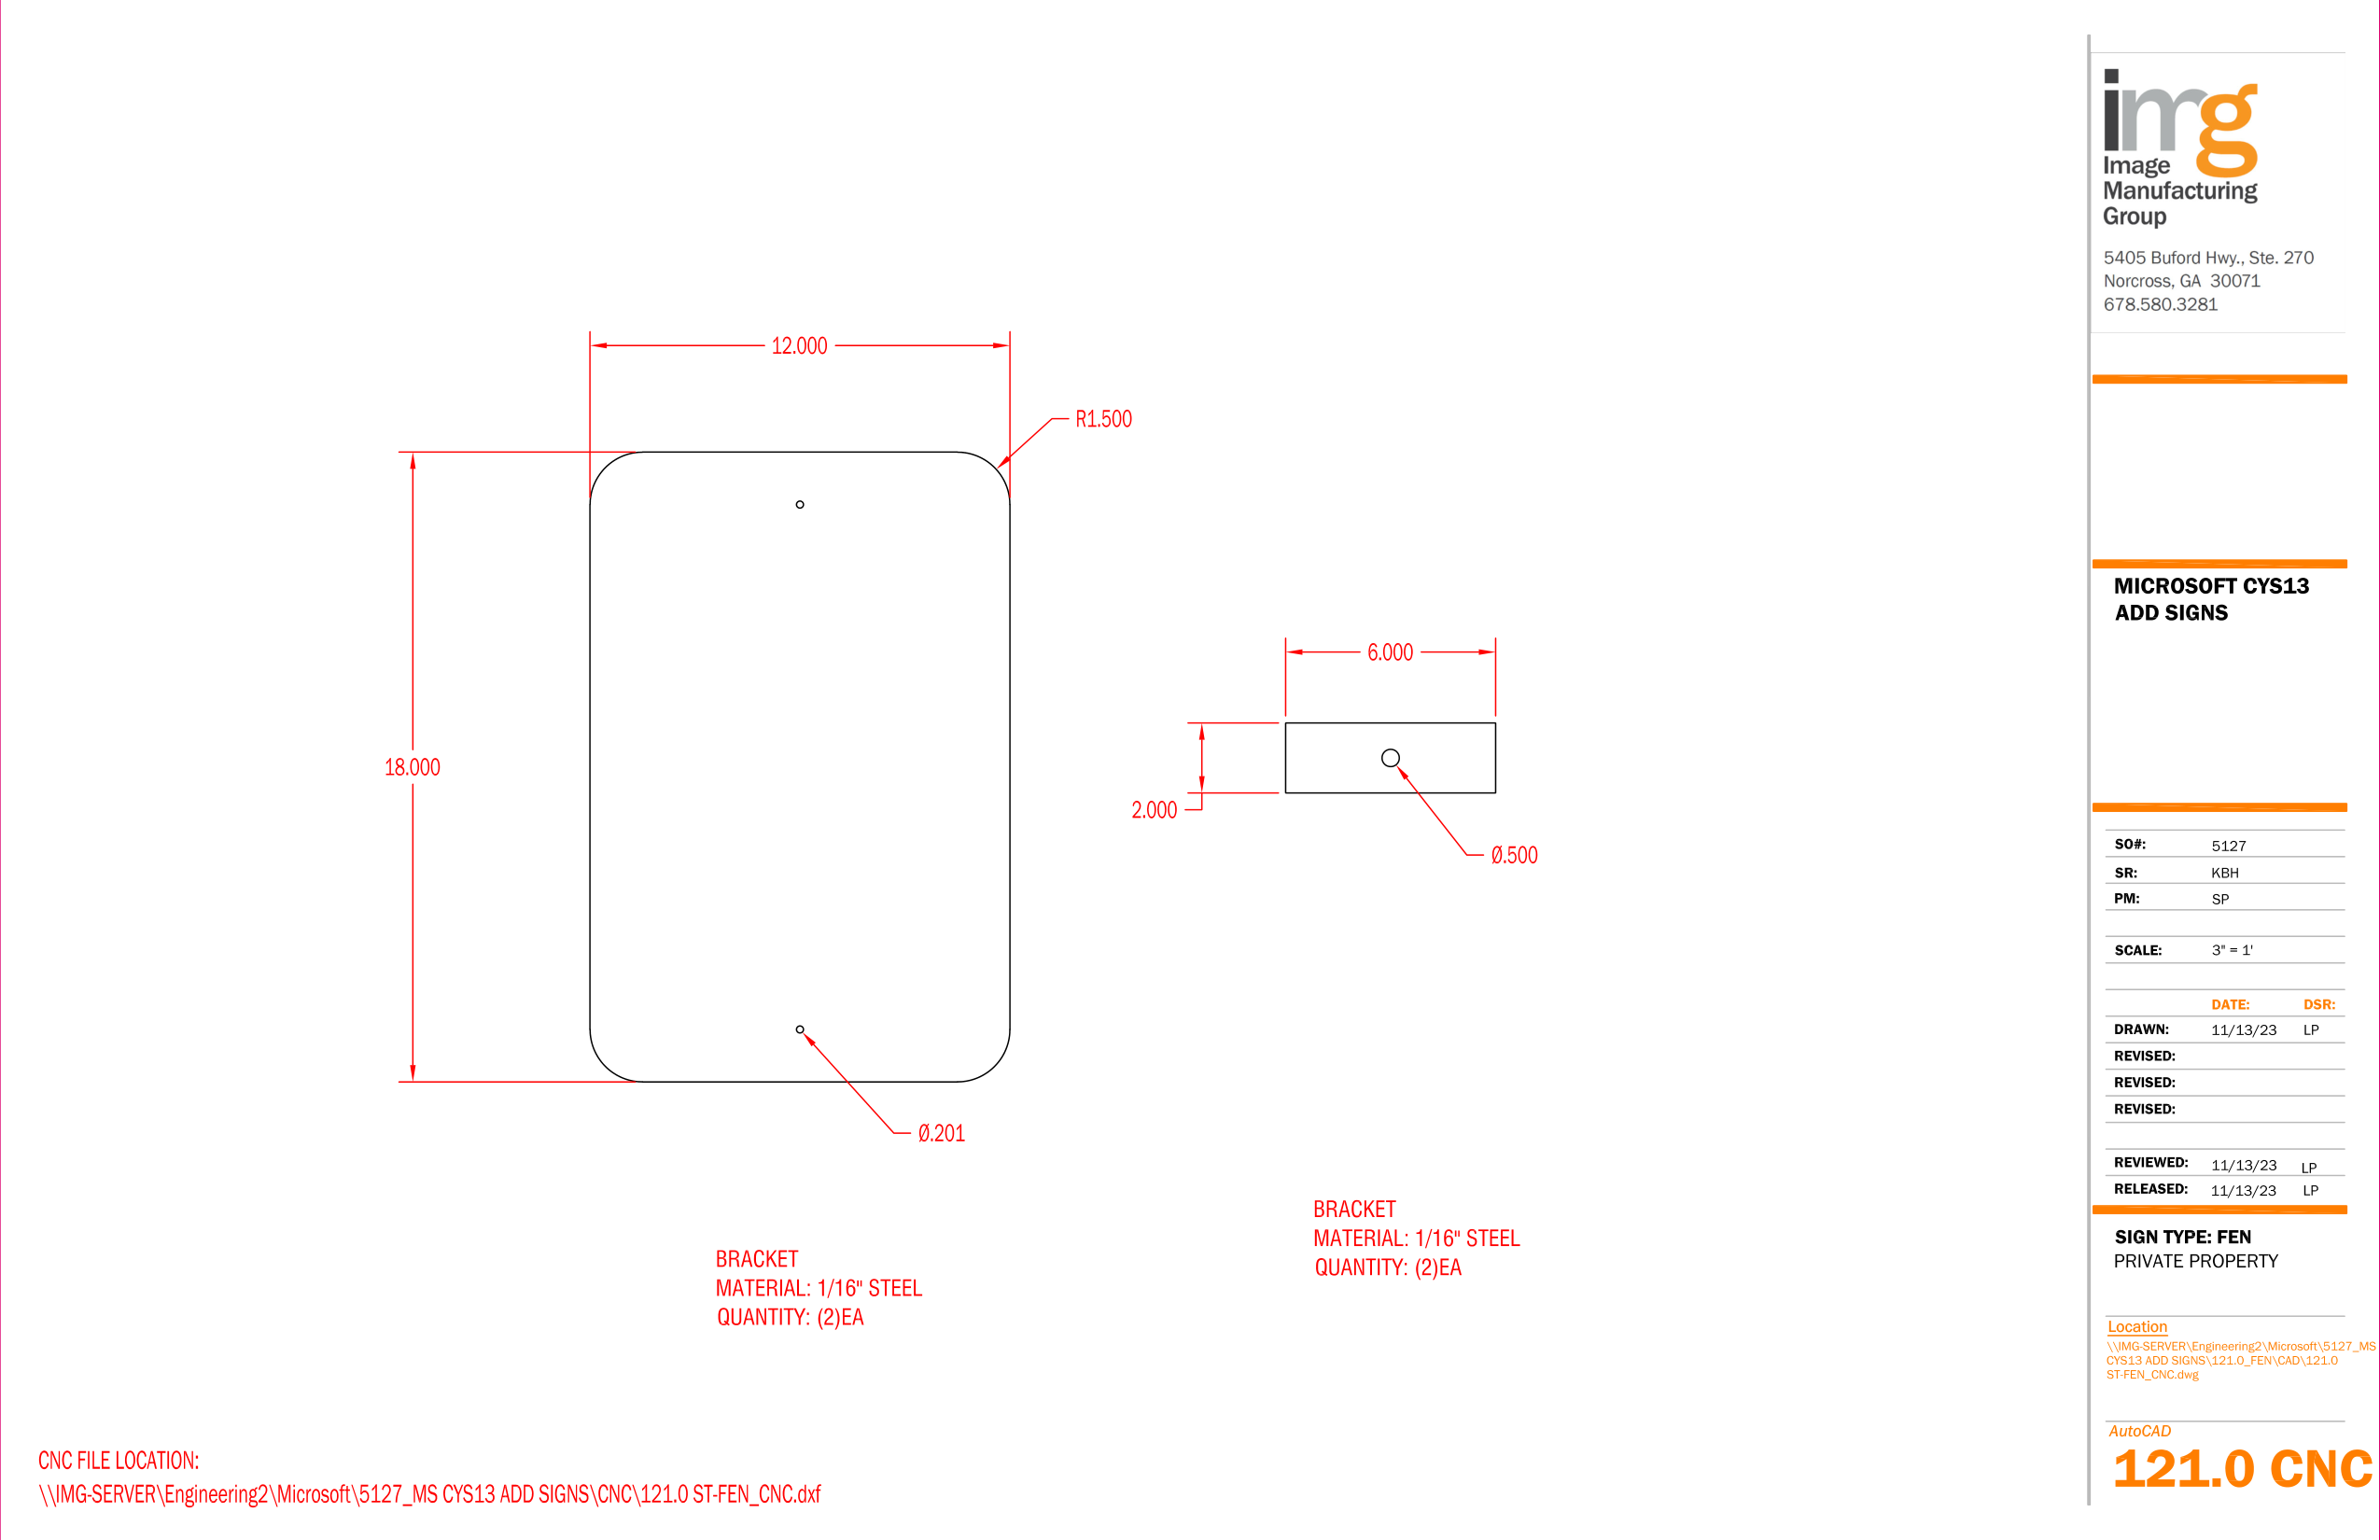 img
Image
Manufacturing
Group
5405 Buford Hwy., Ste. 270
Norcross, GA 30071
678.580.3281
12.000
R1.500
18.000
Ø.201
6.000
2.000
Ø.500
BRACKET
MATERIAL: 1/16" STEEL
QUANTITY: (2)EA
BRACKET
MATERIAL: 1/16" STEEL
QUANTITY: (2)EA
CNC FILE LOCATION:
\\IMG-SERVER\Engineering2\Microsoft\5127_MS CYS13 ADD SIGNS\CNC\121.0 ST-FEN_CNC.dxf
MICROSOFT CYS13
ADD SIGNS
SO#: 5127
SR: KBH
PM: SP
SCALE: 3" = 1'
DATE: DSR:
DRAWN: 11/13/23 LP
REVISED:
REVISED:
REVISED:
REVIEWED: 11/13/23 LP
RELEASED: 11/13/23 LP
SIGN TYPE: FEN
PRIVATE PROPERTY
Location
\\IMG-SERVER\Engineering2\Microsoft\5127_MS
CYS13 ADD SIGNS\121.0_FEN\CAD\121.0
ST-FEN_CNC.dwg
AutoCAD
121.0 CNC